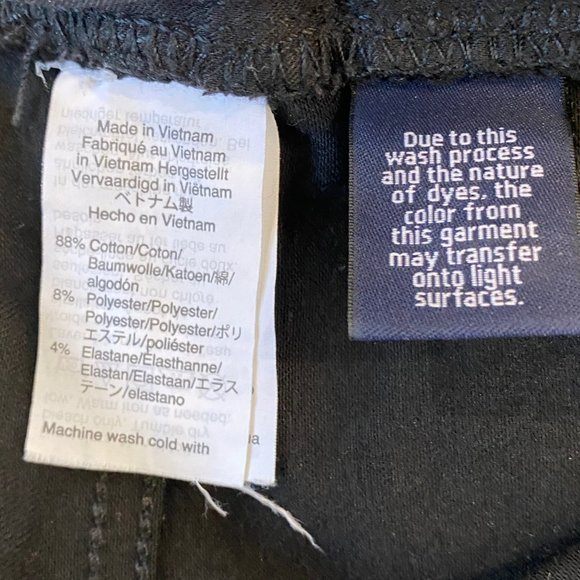 Made in Vietnam
Fabriqué au Vietnam
in Vietnam Hergestellt
Vervaardigd in Viëtnam
ベトナム製
Hecho en Vietnam
88% Cotton/Coton/
Baumwolle/Katoen/綿/
algodón
8% Polyester/Polyester/
Polyester/Polyester/ポリ
エステル/poliéster
4% Elastane/Élasthanne/
Elastan/Elastaan/エラス
テーン/elastano
Machine wash cold with
Due to this
wash process
and the nature
of dyes, the
color from
this garment
may transfer
onto light
surfaces.